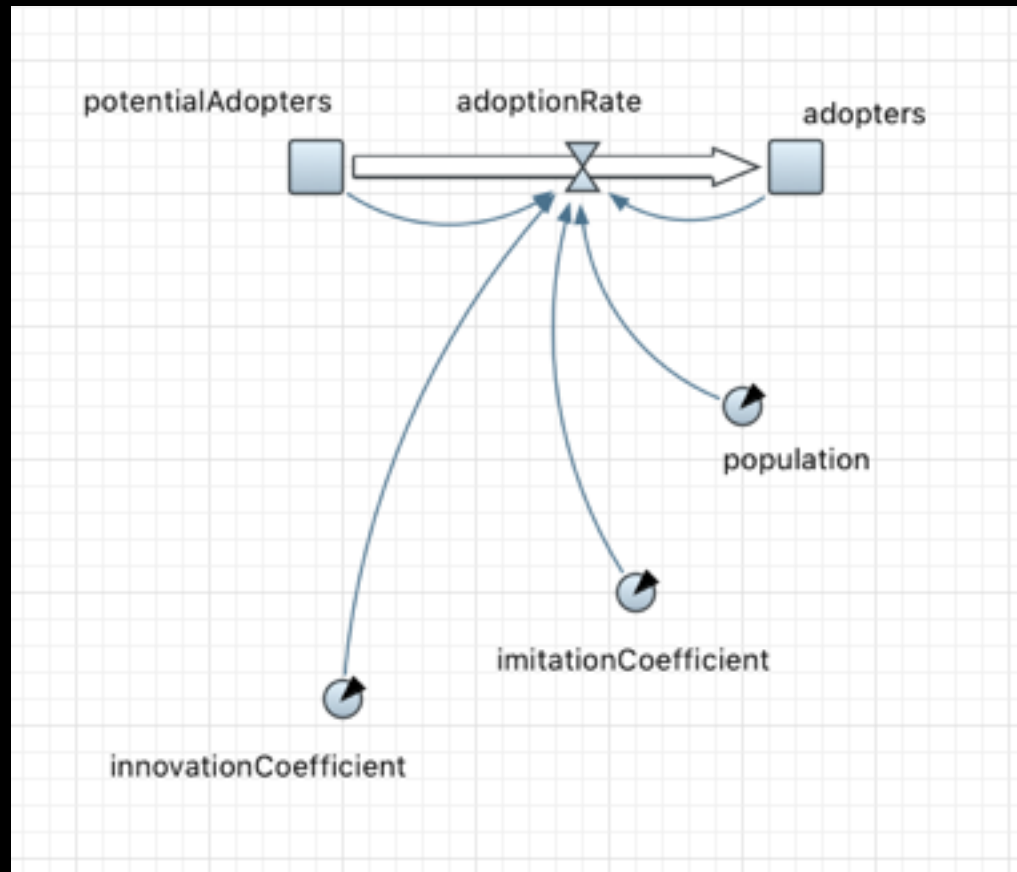 potentialAdopters
adoptionRate
adopters
population
imitationCoefficient
innovationCoefficient